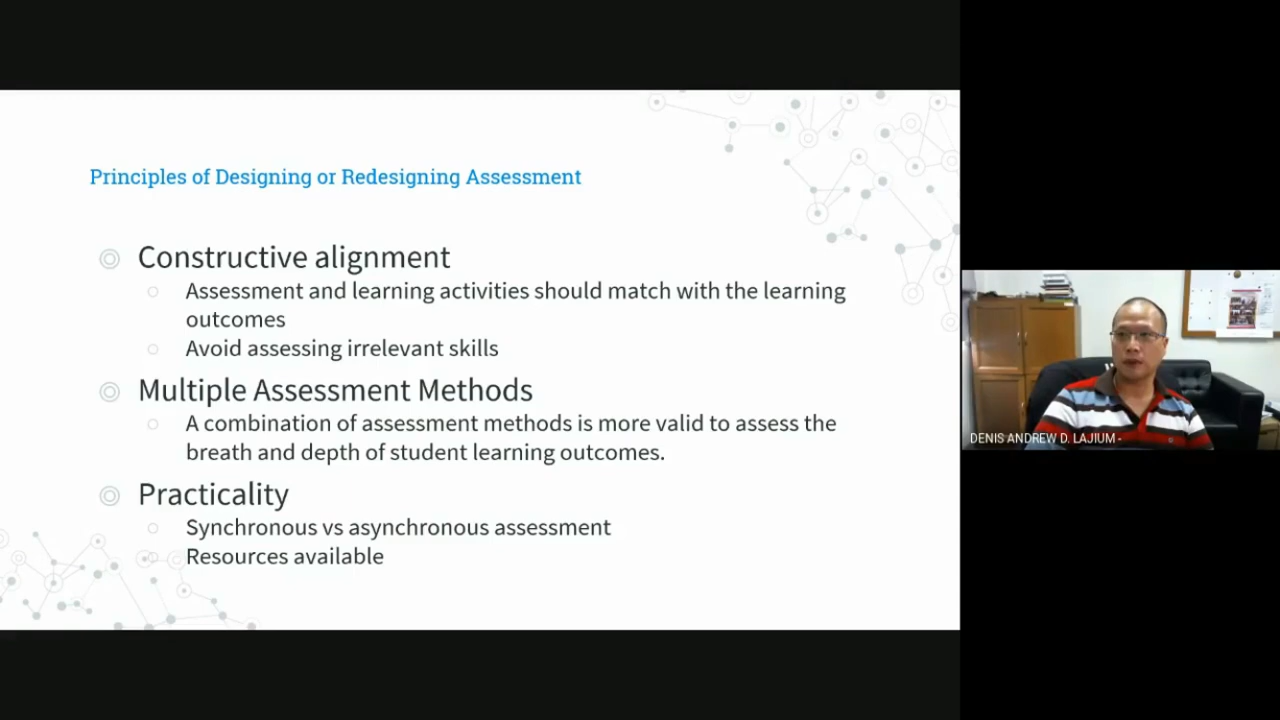 Principles of Designing or Redesigning Assessment
Constructive alignment
Assessment and learning activities should match with the learning
outcomes
Avoid assessing irrelevant skills
Multiple Assessment Methods
A combination of assessment methods is more valid to assess the
breath and depth of student learning outcomes.
Practicality
Synchronous vs asynchronous assessment
Resources available
DENIS ANDREW D. LAJIUM -